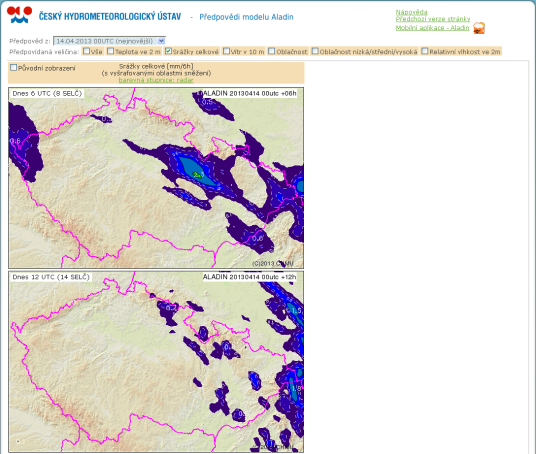 ČESKÝ HYDROMETEOROLOGICKÝ ÚSTAV - Předpovědi modelu Aladin
Nápověda
Předchozí verze stránky
Mobilní aplikace - Aladin
Předpověď z: 14.04.2013 00UTC (nejnovější)
Předpovídaná veličina: Vše Teplota ve 2 m Srážky celkové Vítr v 10 m Oblačnost Oblačnost nízká/střední/vysoká Relativní vlhkost ve 2m
Původní zobrazení
Srážky celkové [mm/6h]
(s vyšrafovanými oblastmi sněžení)
barevná stupnice: radar
Dnes 6 UTC (8 SELČ) ALADIN 20130414 00utc +06h
(C)2013 CHMU
Dnes 12 UTC (14 SELČ) ALADIN 20130414 00utc +12h